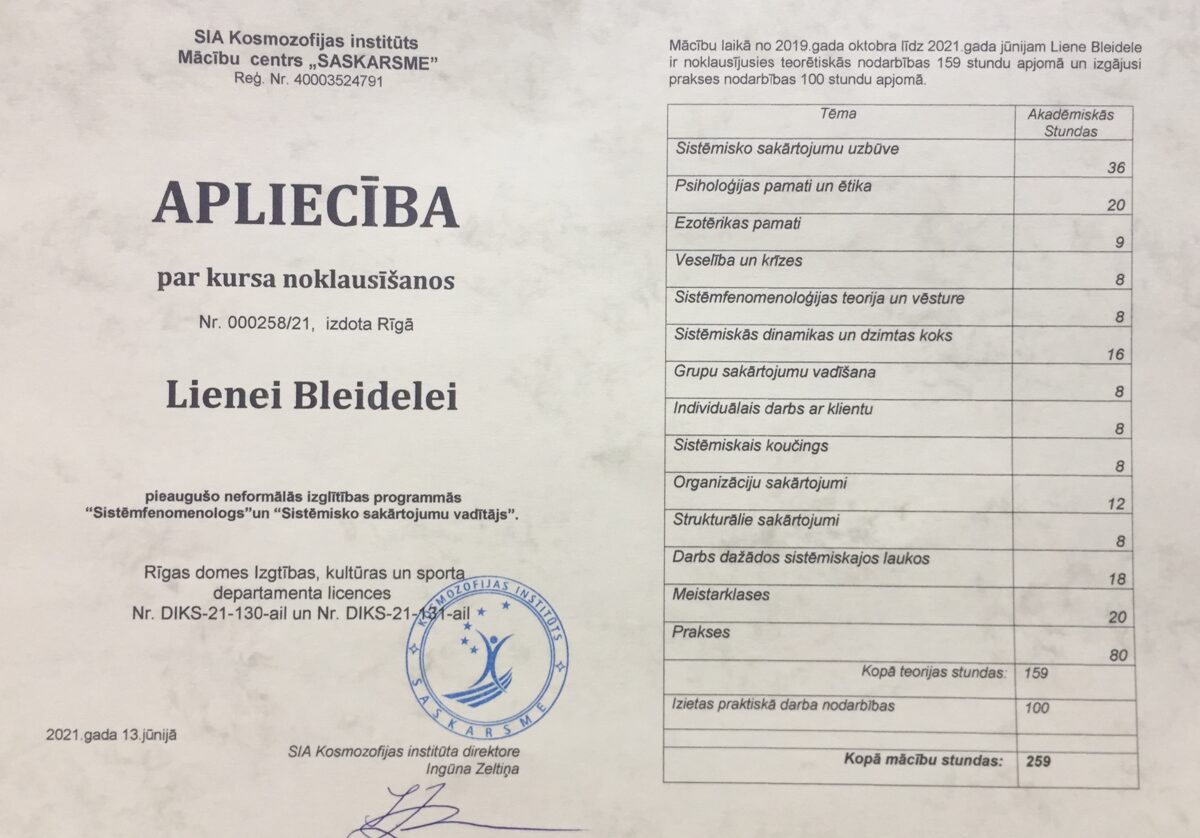 SIA Kosmozofijas institūts
Mācību centrs „SASKARSME”
Reģ. Nr. 40003524791
APLIECĪBA
par kursa noklausīšanos
Nr. 000258/21, izdota Rīgā
Lienei Bleidelei
pieaugušo neformālās izglītības programmās
“Sistēmfenomenologs”un “Sistēmisko sakārtojumu vadītājs”.
Rīgas domes Izgtības, kultūras un sporta
departamenta licences
Nr. DIKS-21-130-ail un Nr. DIKS-21-131-ail
KOSMOZOFIJAS INSTITŪTS
SASKARSME
2021.gada 13.jūnijā
SIA Kosmozofijas institūta direktore
Ingūna Zeltiņa
Mācību laikā no 2019.gada oktobra līdz 2021.gada jūnijam Liene Bleidele
ir noklausījusies teorētiskās nodarbības 159 stundu apjomā un izgājusi
prakses nodarbības 100 stundu apjomā.
Tēma Akadēmiskās
Stundas
Sistēmisko sakārtojumu uzbūve 36
Psiholoģijas pamati un ētika 20
Ezotērikas pamati 9
Veselība un krīzes 8
Sistēmfenomenoloģijas teorija un vēsture 8
Sistēmiskās dinamikas un dzimtas koks 16
Grupu sakārtojumu vadīšana 8
Individuālais darbs ar klientu 8
Sistēmiskais koučings 8
Organizāciju sakārtojumi 12
Strukturālie sakārtojumi 8
Darbs dažādos sistēmiskajos laukos 18
Meistarklases 20
Prakses 80
Kopā teorijas stundas: 159
Izietas praktiskā darba nodarbības 100
Kopā mācību stundas: 259